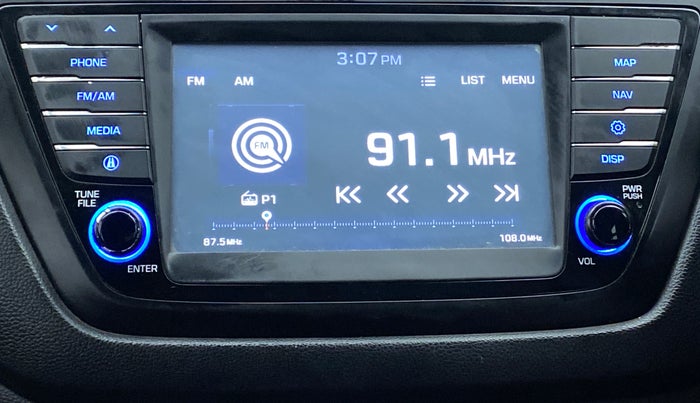 3:07 PM
PHONE
FM/AM
MEDIA
TUNE
FILE
ENTER
FM AM LIST MENU
FM
91.1 MHz
P1
87.5 MHz 108.0 MHz
MAP
NAV
DISP
PWR
PUSH
VOL